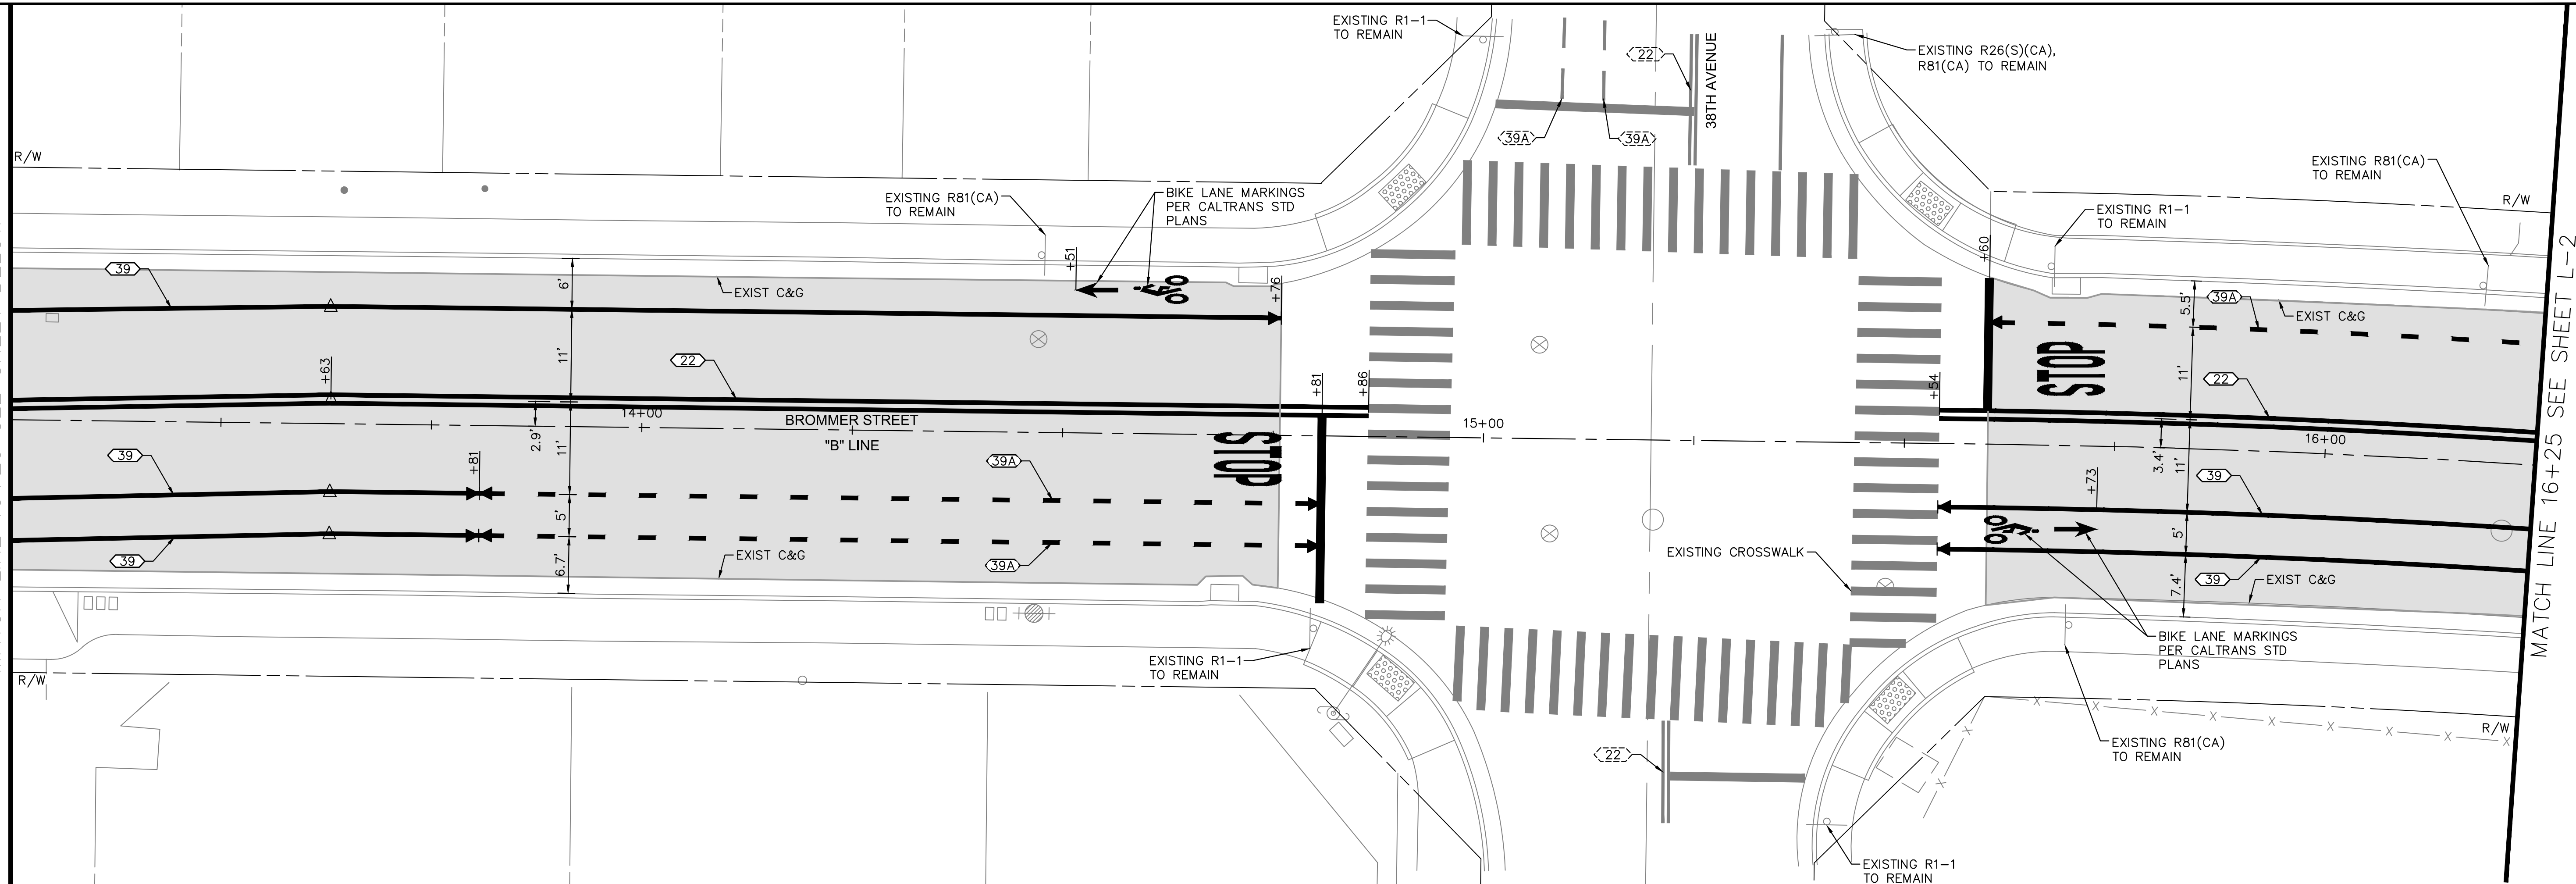 EXISTING R1-1
TO REMAIN
22
38TH AVENUE
EXISTING R26(S)(CA),
R81(CA) TO REMAIN
39A
39A
R/W
EXISTING R81(CA)
TO REMAIN
BIKE LANE MARKINGS
PER CALTRANS STD
PLANS
EXISTING R81(CA)
TO REMAIN
R/W
EXISTING R1-1
TO REMAIN
39
+51
6'
EXIST C&G
+76
+60
5.5'
39A
EXIST C&G
+63
11'
22
+81
+86
+54
STOP
11'
22
14+00
BROMMER STREET
"B" LINE
2.9'
11'
15+00
16+00
STOP
39
+81
39A
3.4'
11'
+73
39
5'
5'
39
6.7'
EXIST C&G
39A
EXISTING CROSSWALK
7.4'
39
EXIST C&G
R/W
EXISTING R1-1
TO REMAIN
BIKE LANE MARKINGS
PER CALTRANS STD
PLANS
R/W
EXISTING R81(CA)
TO REMAIN
22
EXISTING R1-1
TO REMAIN
MATCH LINE 16+25 SEE SHEET L-2